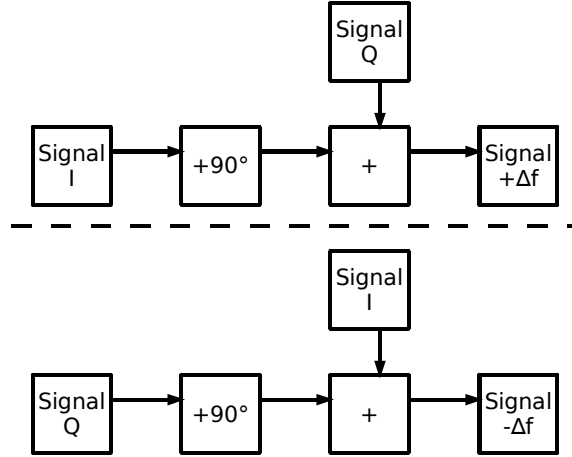 Signal
Q
Signal
I
+90°
+
Signal
+Δf
Signal
I
Signal
Q
+90°
+
Signal
-Δf